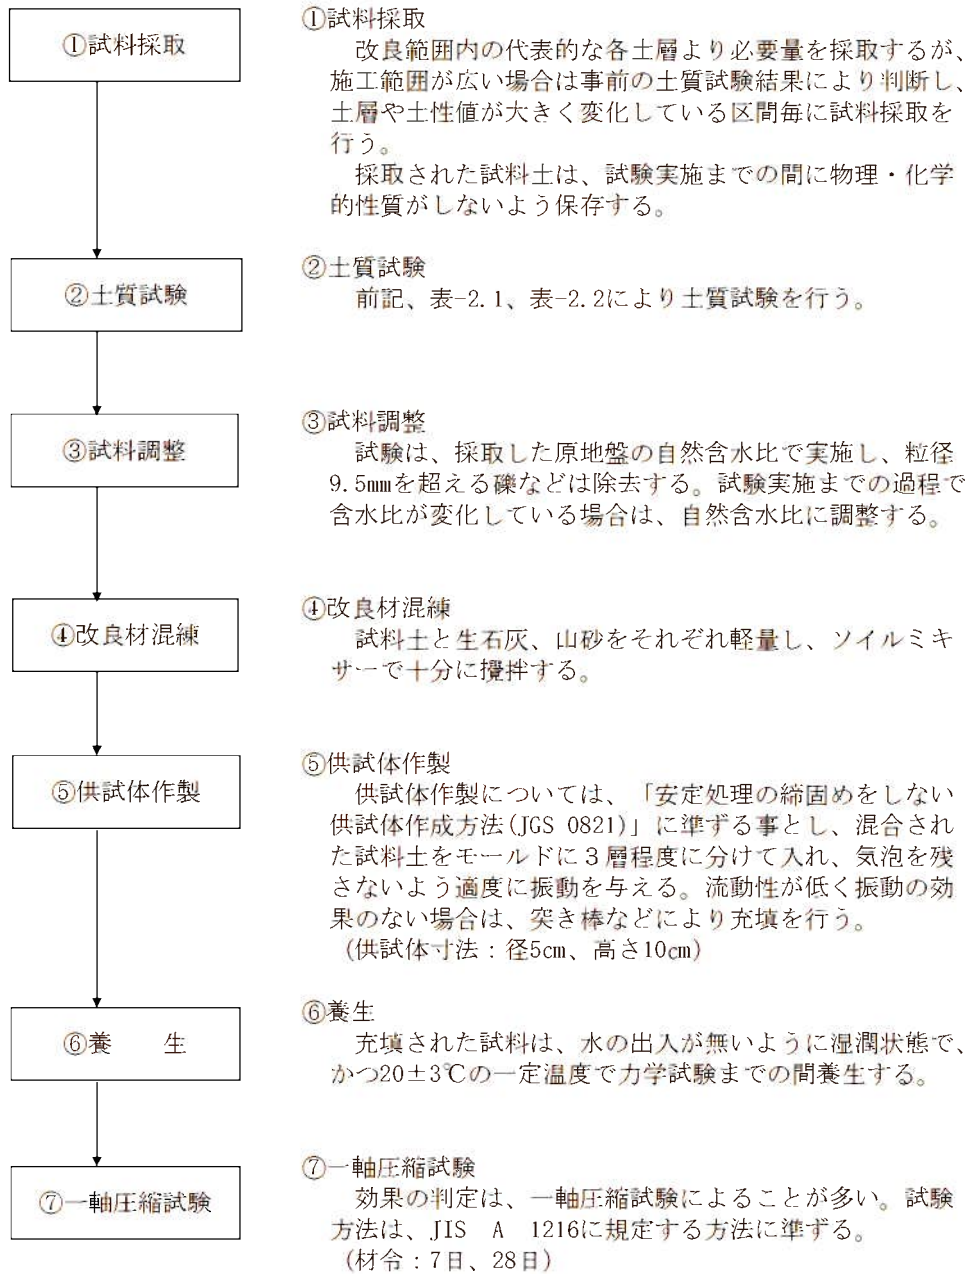 ①試料採取
①試料採取
改良範囲内の代表的な各土層より必要量を採取するが、
施工範囲が広い場合は事前の土質試験結果により判断し、
土層や土性値が大きく変化している区間毎に試料採取を
行う。
採取された試料土は、試験実施までの間に物理・化学
的性質がしないよう保存する。
②土質試験
②土質試験
前記、表-2.1、表-2.2により土質試験を行う。
③試料調整
③試料調整
試験は、採取した原地盤の自然含水比で実施し、粒径
9.5㎜を超える礫などは除去する。試験実施までの過程で
含水比が変化している場合は、自然含水比に調整する。
④改良材混練
④改良材混練
試料土と生石灰、山砂をそれぞれ軽量し、ソイルミキ
サーで十分に攪拌する。
⑤供試体作製
⑤供試体作製
供試体作製については、「安定処理の締固めをしない
供試体作成方法(JGS 0821)」に準ずる事とし、混合され
た試料土をモールドに３層程度に分けて入れ、気泡を残
さないよう適度に振動を与える。流動性が低く振動の効
果のない場合は、突き棒などにより充填を行う。
(供試体寸法：径5㎝、高さ10㎝)
⑥養　　生
⑥養生
充填された試料は、水の出入が無いように湿潤状態で、
かつ20±3℃の一定温度で力学試験までの間養生する。
⑦一軸圧縮試験
⑦一軸圧縮試験
効果の判定は、一軸圧縮試験によることが多い。試験
方法は、JIS　A　1216に規定する方法に準ずる。
(材令：7日、28日)